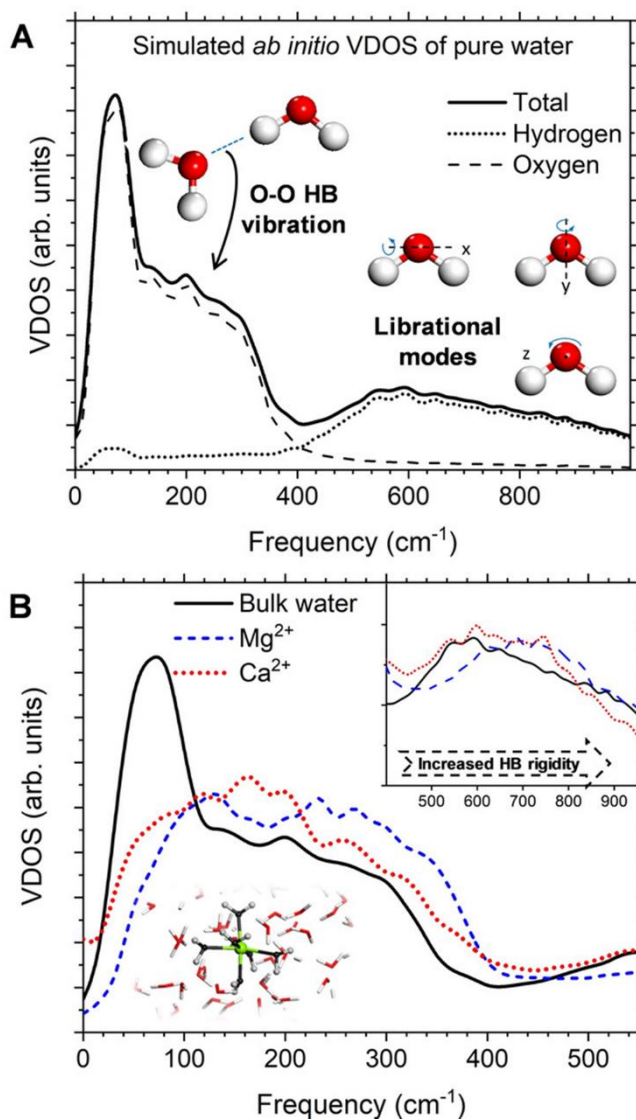 A
Simulated ab initio VDOS of pure water
Total
Hydrogen
Oxygen
O-O HB
vibration
x
y
Librational
modes
z
VDOS (arb. units)
0 200 400 600 800
Frequency (cm-1)
B
Bulk water
Mg2+
Ca2+
Increased HB rigidity
500 600 700 800 900
VDOS (arb. units)
0 100 200 300 400 500
Frequency (cm-1)